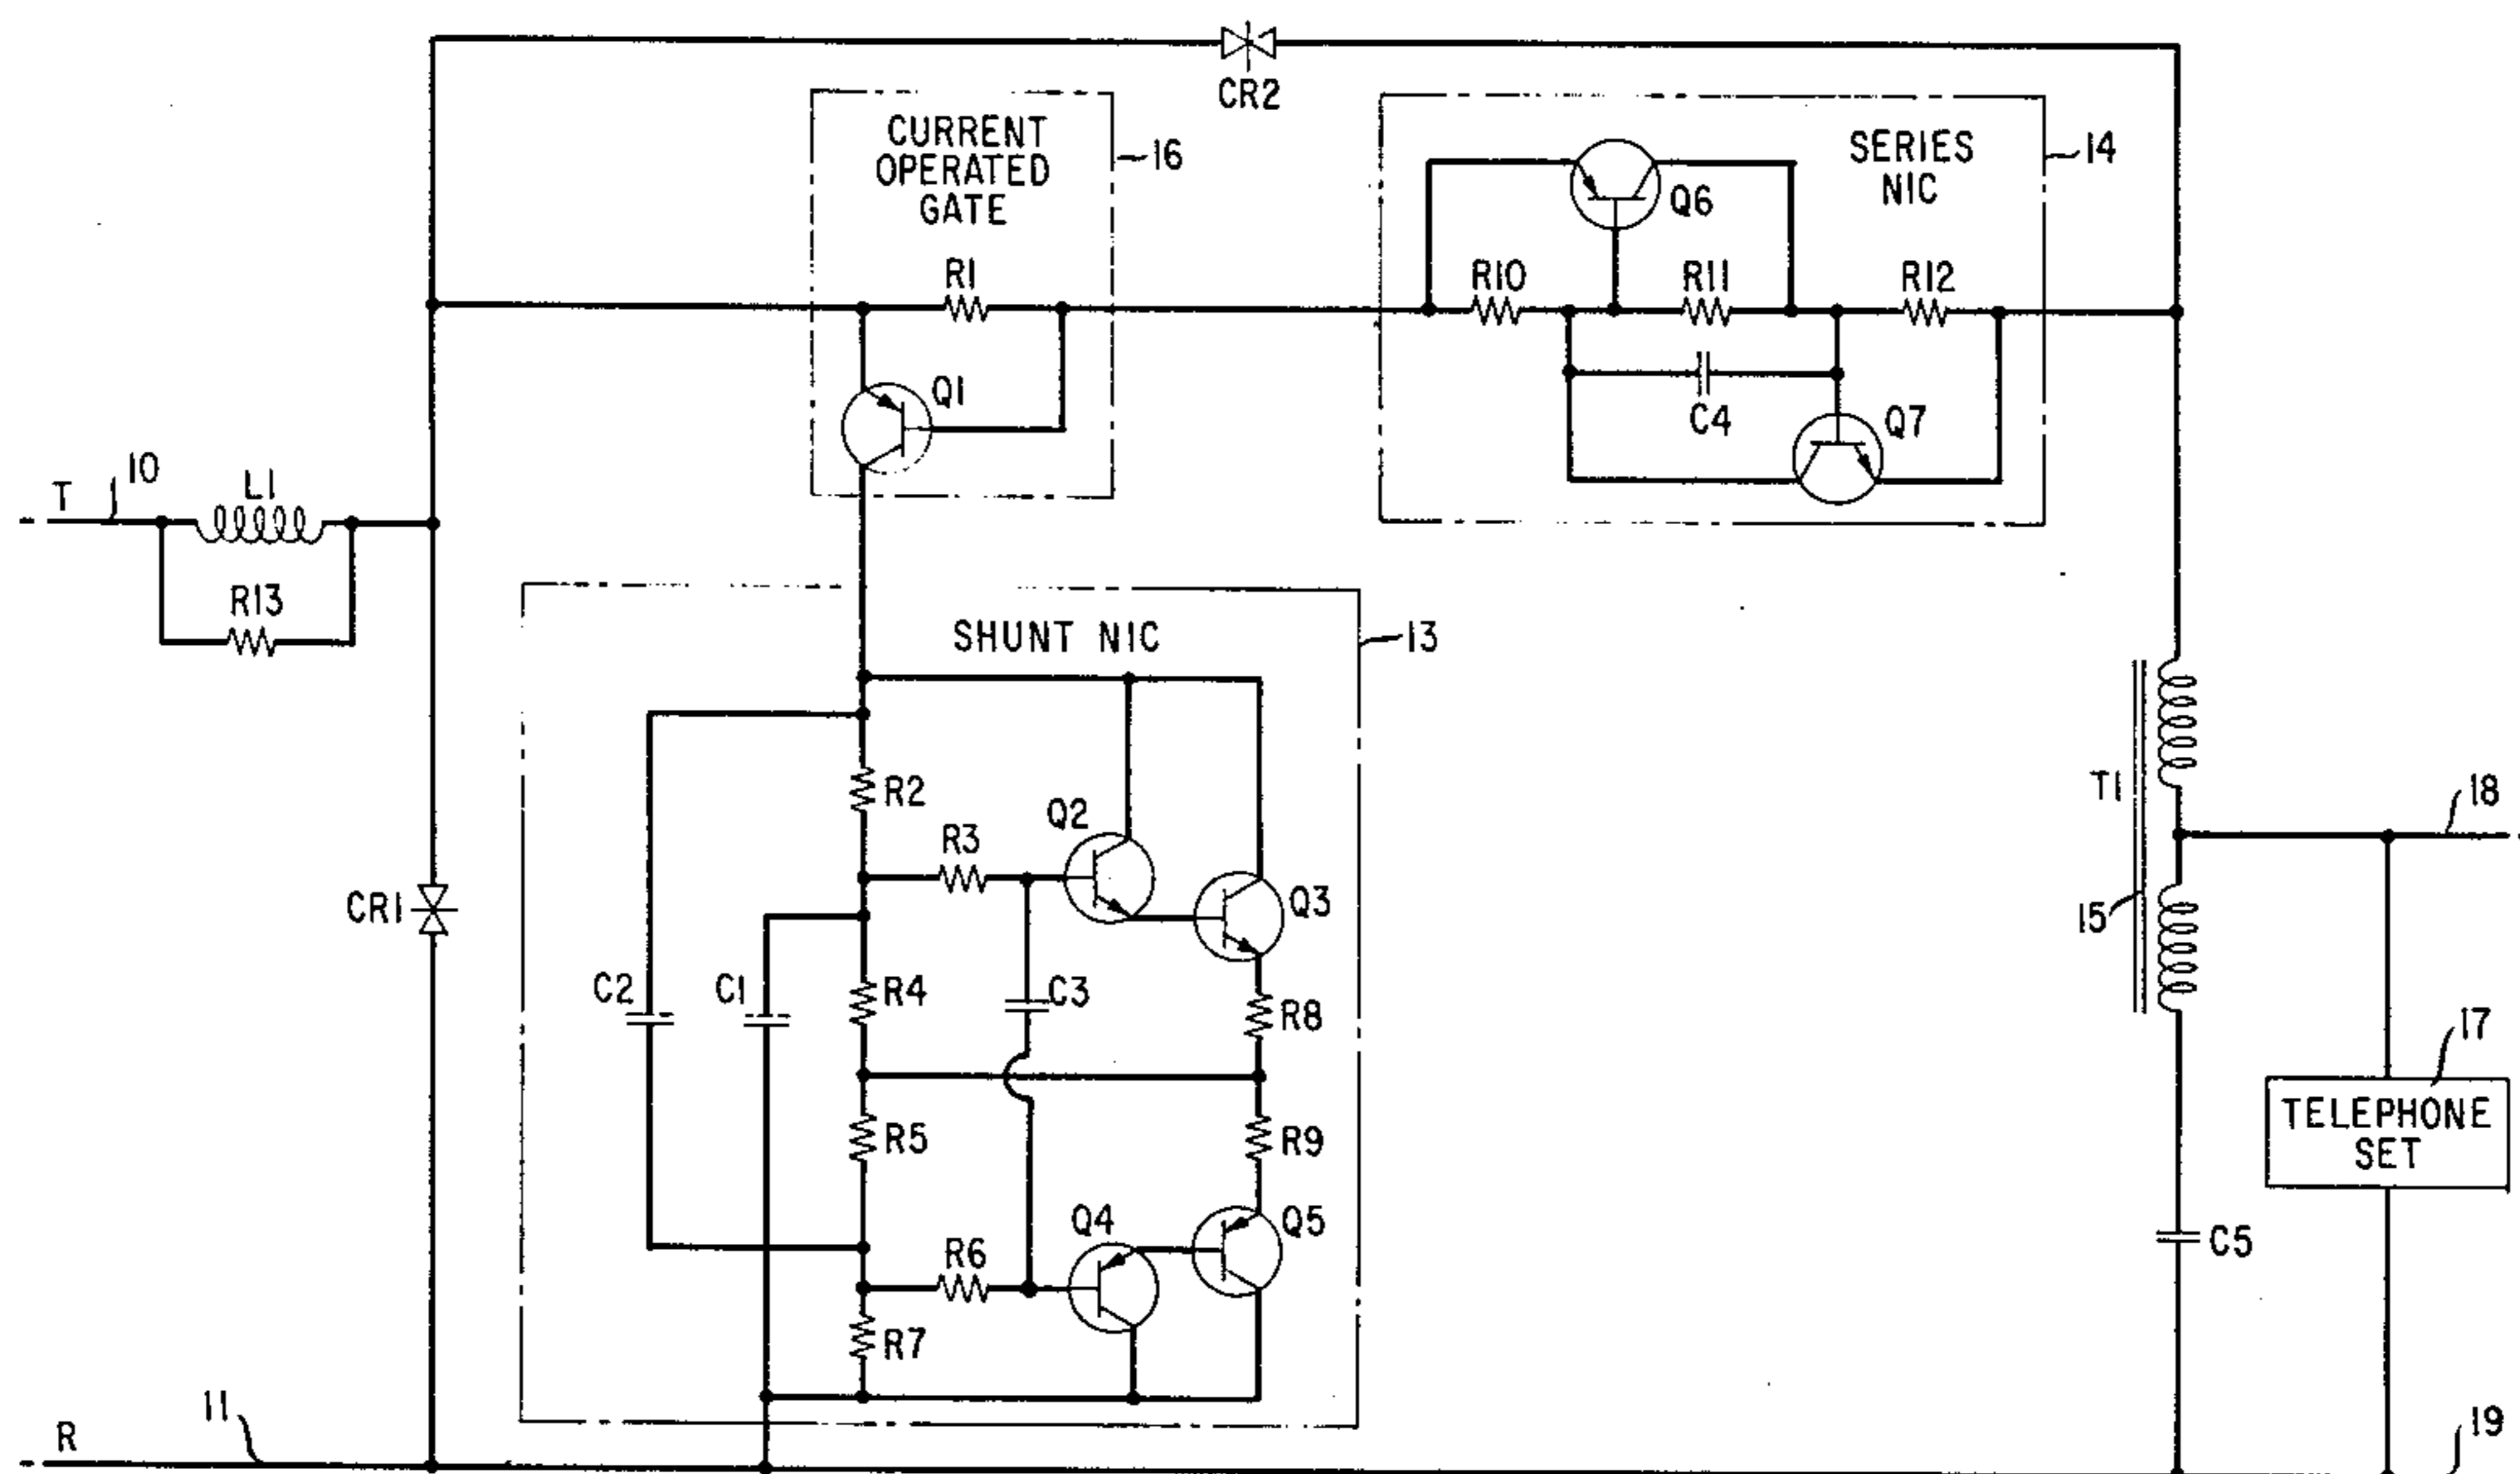 CR2
CURRENT
OPERATED
GATE
16
SERIES
NIC
14
Q6
R1
R10
R11
R12
Q1
C4
Q7
T
10
L1
R13
SHUNT NIC
13
R2
T1
18
Q2
R3
Q3
CR1
15
C2
C1
R4
C3
R8
17
TELEPHONE
SET
R5
R9
Q4
Q5
R6
C5
R7
R
11
19